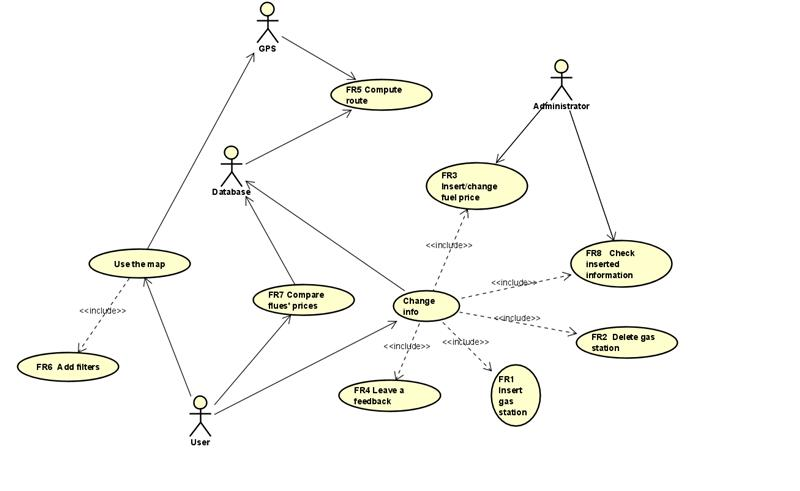 GPS
FR5 Compute
route
Administrator
Database
FR3
Insert/change
fuel price
<<include>>
Use the map
FR8 Check
inserted
information
<<include>>
<<include>>
FR7 Compare
flues' prices
Change
info
<<include>>
FR2 Delete gas
station
<<include>>
<<include>>
FR6 Add filters
FR4 Leave a
feedback
FR1
Insert
gas
station
User